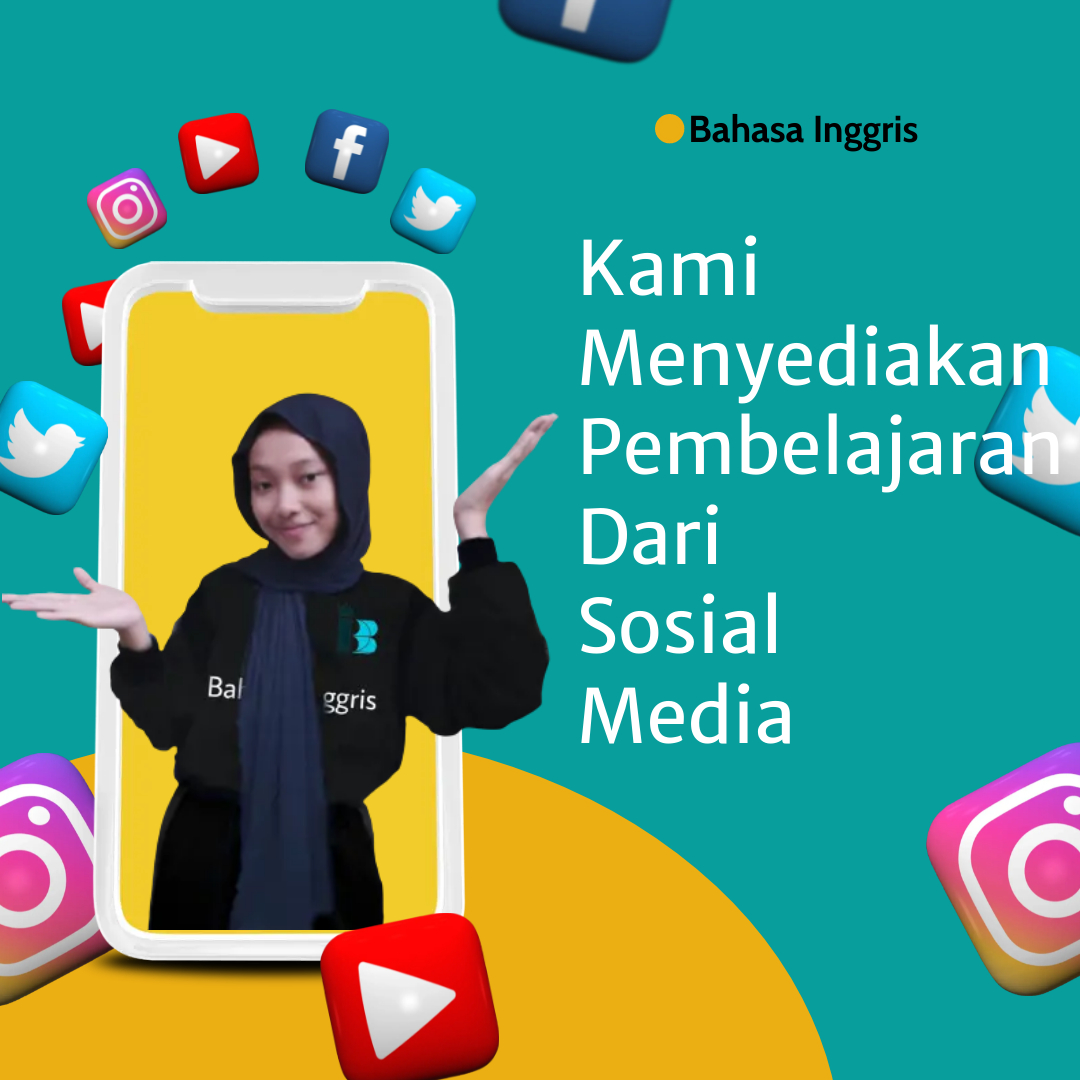 Bahasa Inggris
Kami
Menyediakan
Pembelajaran
Dari
Sosial
Media